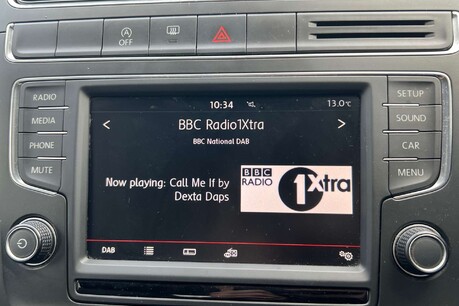 RADIO
MEDIA
PHONE
MUTE
SETUP
SOUND
CAR
MENU
10:34
13.0°C
< BBC Radio1Xtra >
BBC National DAB
Now playing: Call Me If by
Dexta Daps
BBC
RADIO
1Xtra
DAB